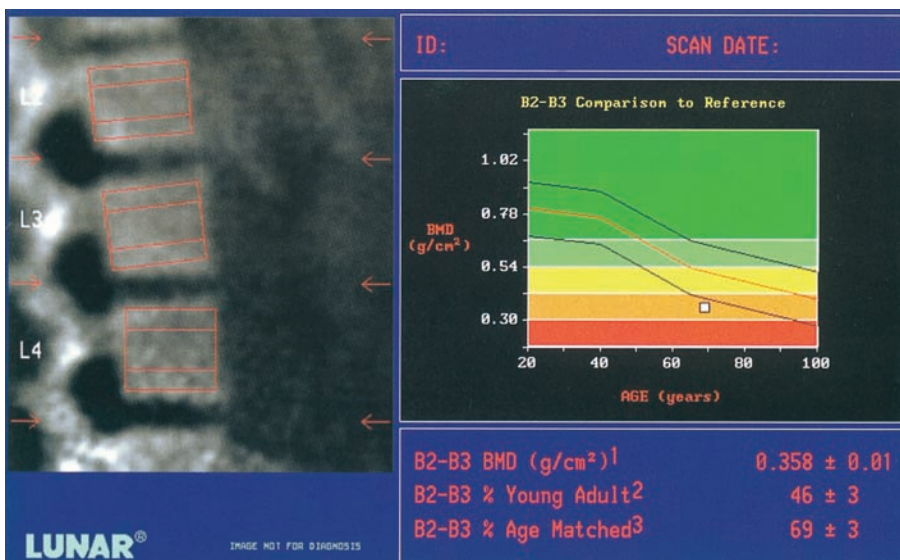 L2
L3
L4
LUNAR®
IMAGE NOT FOR DIAGNOSIS
ID: SCAN DATE:
B2-B3 Comparison to Reference
BMD
(g/cm²)
1.02
0.78
0.54
0.30
20 40 60 80 100
AGE (years)
B2-B3 BMD (g/cm²)1 0.358 ± 0.01
B2-B3 % Young Adult2 46 ± 3
B2-B3 % Age Matched3 69 ± 3